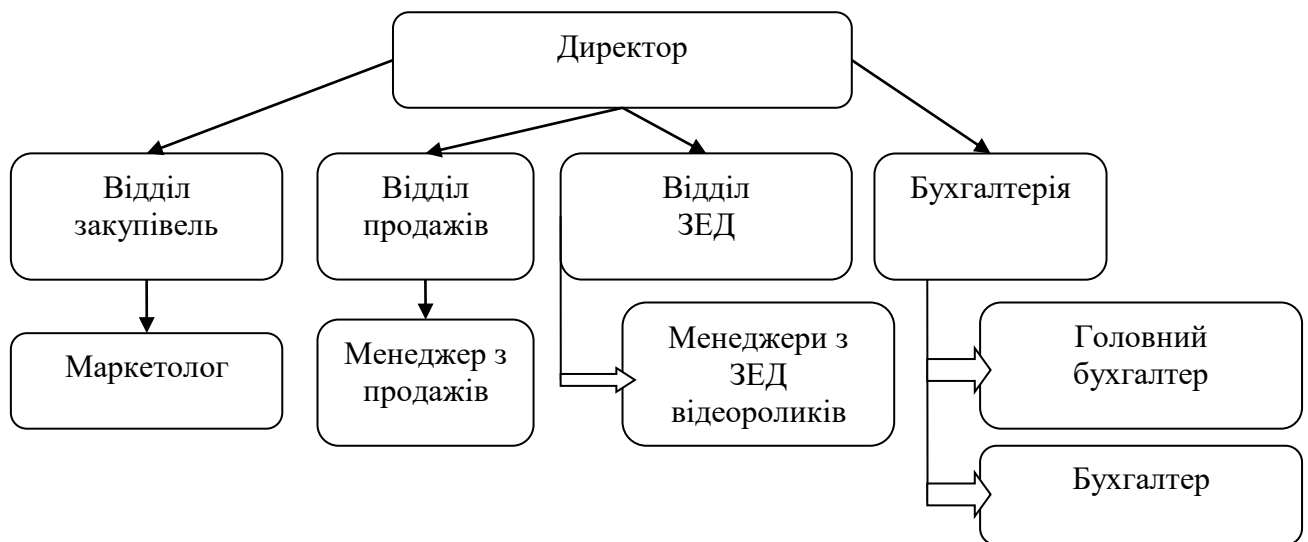 Директор
Відділ
закупівель
Відділ
продажів
Відділ
ЗЕД
Бухгалтерія
Маркетолог
Менеджер з
продажів
Менеджери з
ЗЕД
відеороликів
Головний
бухгалтер
Бухгалтер